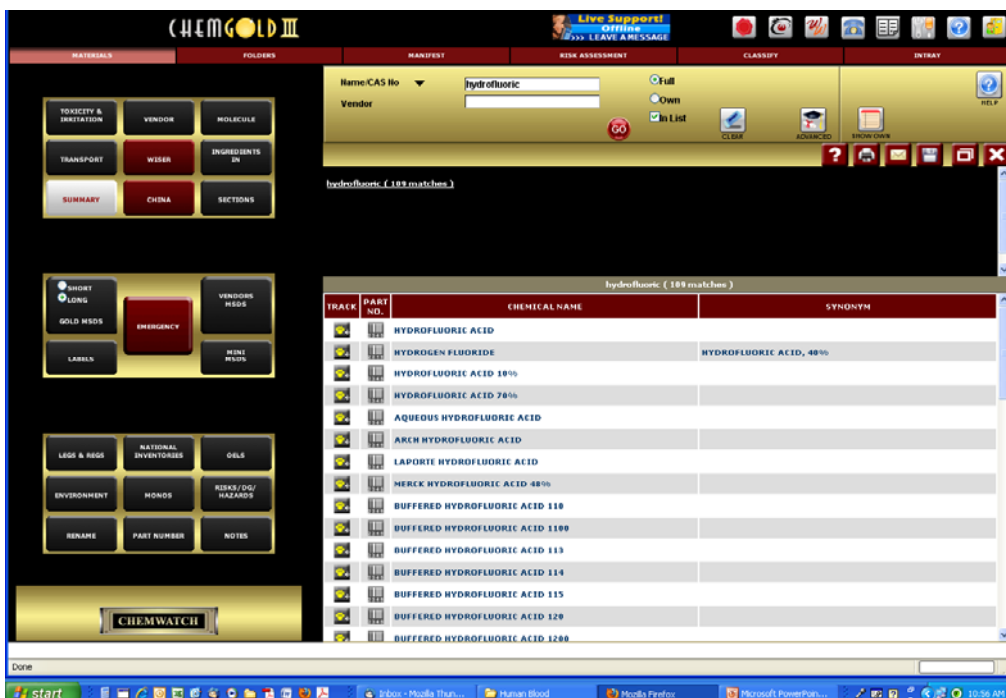 CHEMGOLD III
Live Support!
Offline
>>> LEAVE A MESSAGE
MATERIALS
FOLDERS
MANIFEST
RISK ASSESSMENT
CLASSIFY
INTRAY
Name/CAS No
hydrofluoric
Vendor
Full
Own
In List
GO
CLEAR
ADVANCED
SHOW OWN
HELP
TOXICITY &
IRRITATION
VENDOR
MOLECULE
TRANSPORT
WISER
INGREDIENTS
IN
SUMMARY
CHINA
SECTIONS
SHORT
LONG
GOLD MSDS
EMERGENCY
VENDORS
MSDS
LABELS
MINI
MSDS
LEGS & REGS
NATIONAL
INVENTORIES
OELS
ENVIRONMENT
MONOS
RISKS/DG/
HAZARDS
RENAME
PART NUMBER
NOTES
CHEMWATCH
hydrofluoric ( 109 matches )
hydrofluoric ( 109 matches )
TRACK
PART
NO.
CHEMICAL NAME
SYNONYM
HYDROFLUORIC ACID
HYDROGEN FLUORIDE HYDROFLUORIC ACID, 40%
HYDROFLUORIC ACID 10%
HYDROFLUORIC ACID 70%
AQUEOUS HYDROFLUORIC ACID
ARCH HYDROFLUORIC ACID
LAPORTE HYDROFLUORIC ACID
MERCK HYDROFLUORIC ACID 48%
BUFFERED HYDROFLUORIC ACID 110
BUFFERED HYDROFLUORIC ACID 1100
BUFFERED HYDROFLUORIC ACID 113
BUFFERED HYDROFLUORIC ACID 114
BUFFERED HYDROFLUORIC ACID 115
BUFFERED HYDROFLUORIC ACID 120
BUFFERED HYDROFLUORIC ACID 1200
Done
start
Inbox - Mozilla Thun...
Human Blood
Mozilla Firefox
Microsoft PowerPoin...
10:56 AM